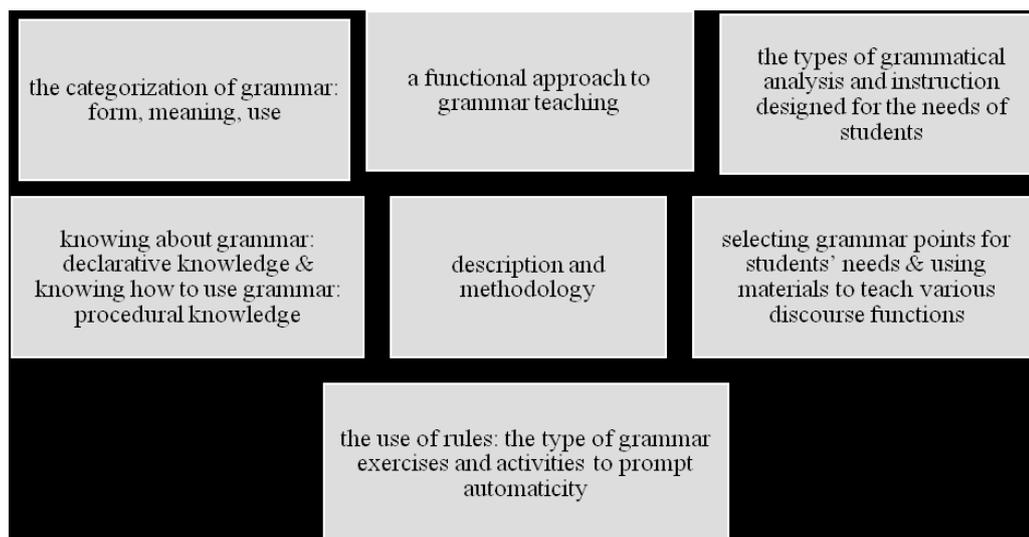 the categorization of grammar:
form, meaning, use
a functional approach to
grammar teaching
the types of grammatical
analysis and instruction
designed for the needs of
students
knowing about grammar:
declarative knowledge &
knowing how to use grammar:
procedural knowledge
description and
methodology
selecting grammar points for
students’ needs & using
materials to teach various
discourse functions
the use of rules: the type of grammar
exercises and activities to prompt
automaticity